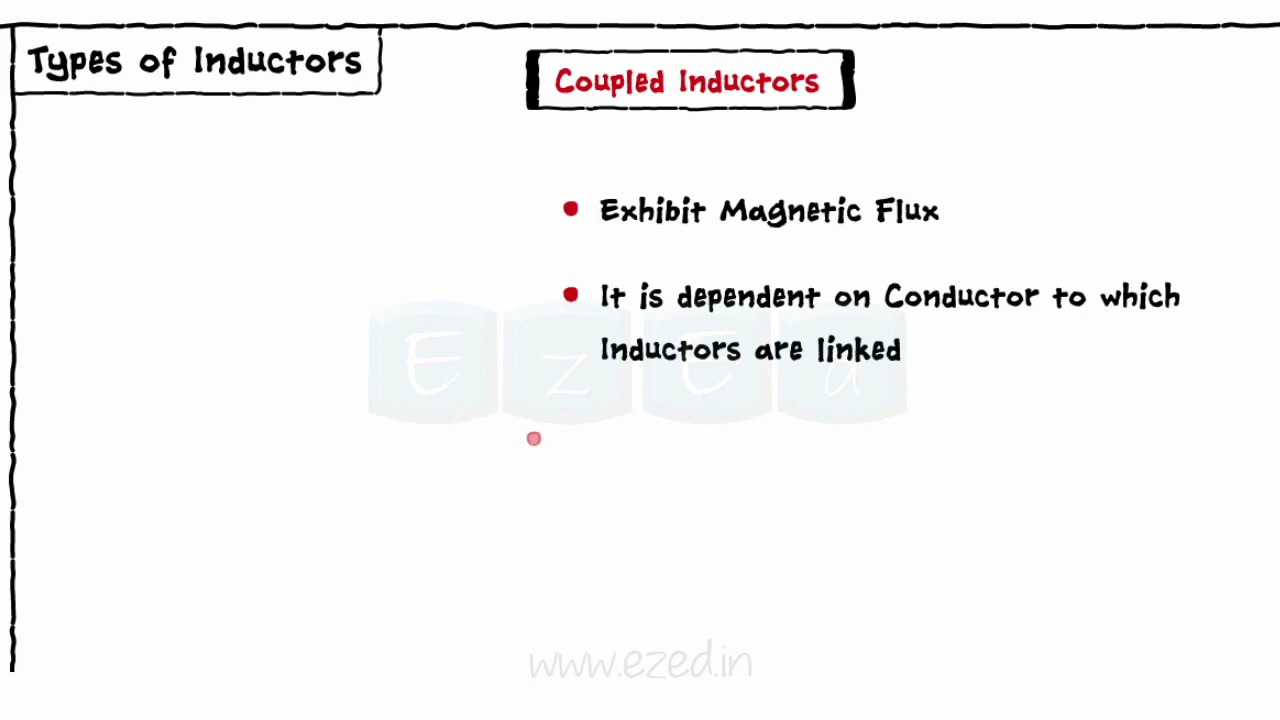 Types of Inductors
Coupled Inductors
Exhibit Magnetic Flux
It is dependent on Conductor to which
Inductors are linked
EzEd
www.ezed.in